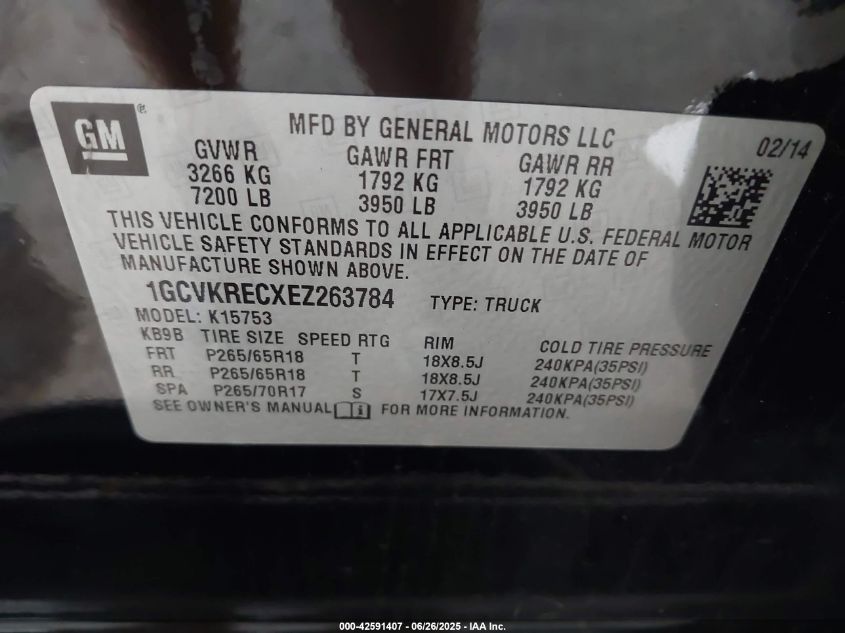 GM ®
MFD BY GENERAL MOTORS LLC 02/14
GVWR GAWR FRT GAWR RR
3266 KG 1792 KG 1792 KG
7200 LB 3950 LB 3950 LB
THIS VEHICLE CONFORMS TO ALL APPLICABLE U.S. FEDERAL MOTOR
VEHICLE SAFETY STANDARDS IN EFFECT ON THE DATE OF
MANUFACTURE SHOWN ABOVE.
1GCVKRECXEZ263784 TYPE: TRUCK
MODEL: K15753
KB9B TIRE SIZE SPEED RTG RIM COLD TIRE PRESSURE
FRT P265/65R18 T 18X8.5J 240KPA(35PSI)
RR P265/65R18 T 18X8.5J 240KPA(35PSI)
SPA P265/70R17 S 17X7.5J 240KPA(35PSI)
SEE OWNER'S MANUAL FOR MORE INFORMATION.
000-42591407 - 06/26/2025 - IAA Inc.